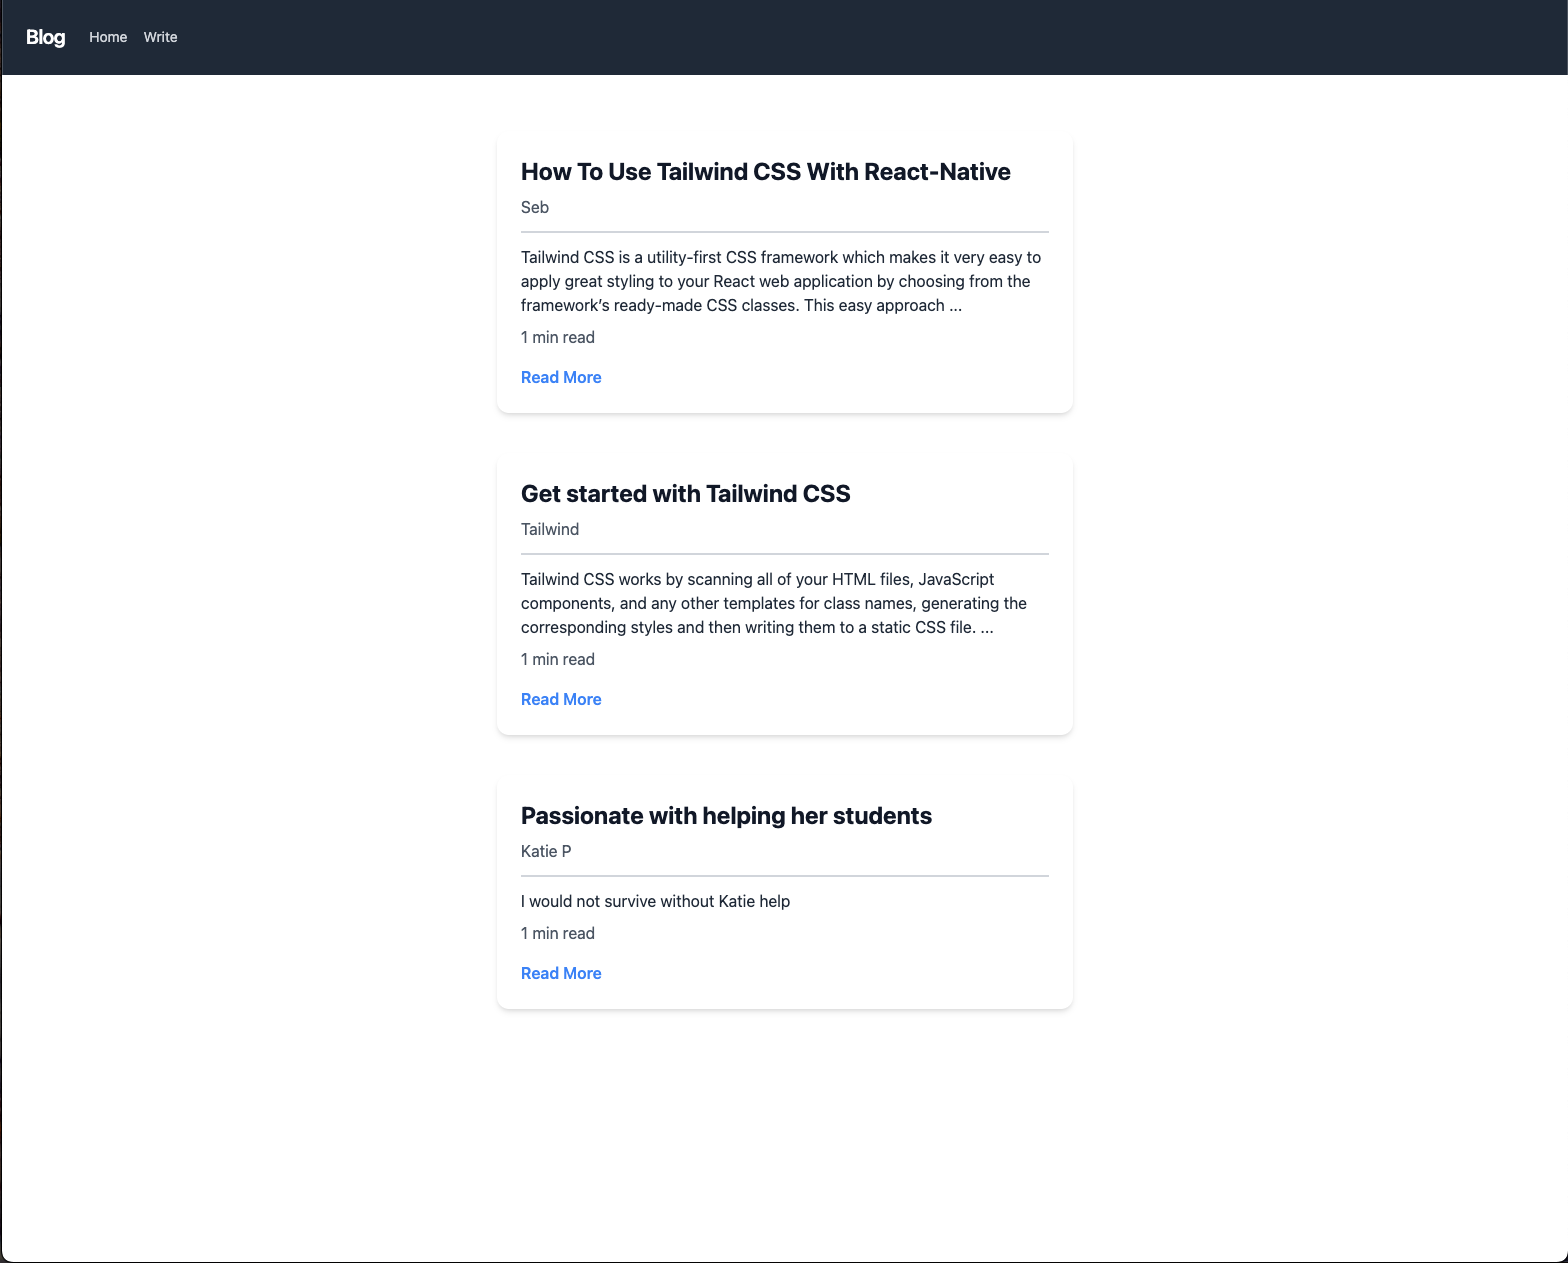 Blog Home Write
How To Use Tailwind CSS With React-Native
Seb
Tailwind CSS is a utility-first CSS framework which makes it very easy to
apply great styling to your React web application by choosing from the
framework’s ready-made CSS classes. This easy approach ...
1 min read
Read More
Get started with Tailwind CSS
Tailwind
Tailwind CSS works by scanning all of your HTML files, JavaScript
components, and any other templates for class names, generating the
corresponding styles and then writing them to a static CSS file. ...
1 min read
Read More
Passionate with helping her students
Katie P
I would not survive without Katie help
1 min read
Read More